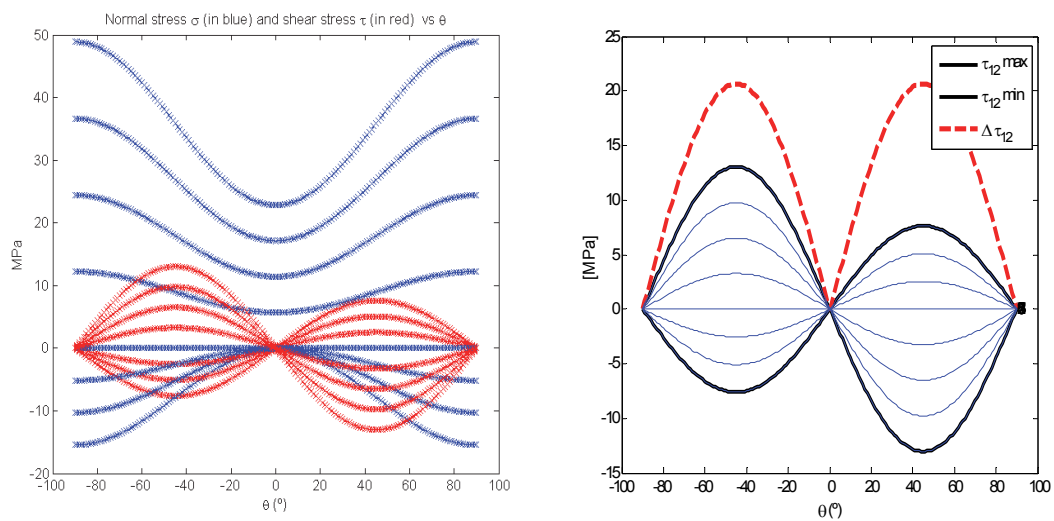 Normal stress σ (in blue) and shear stress τ (in red) vs θ
50
40
30
20
10
0
-10
20
MPa
-100 -80 -60 -40 -20 0 20 40 60 80 100
θ (º)
25
20
15
10
5
0
-5
-10
-15
[MPa]
-100 -80 -60 -40 -20 0 20 40 60 80 100
θ(º)
τ12max
τ12min
Δτ12